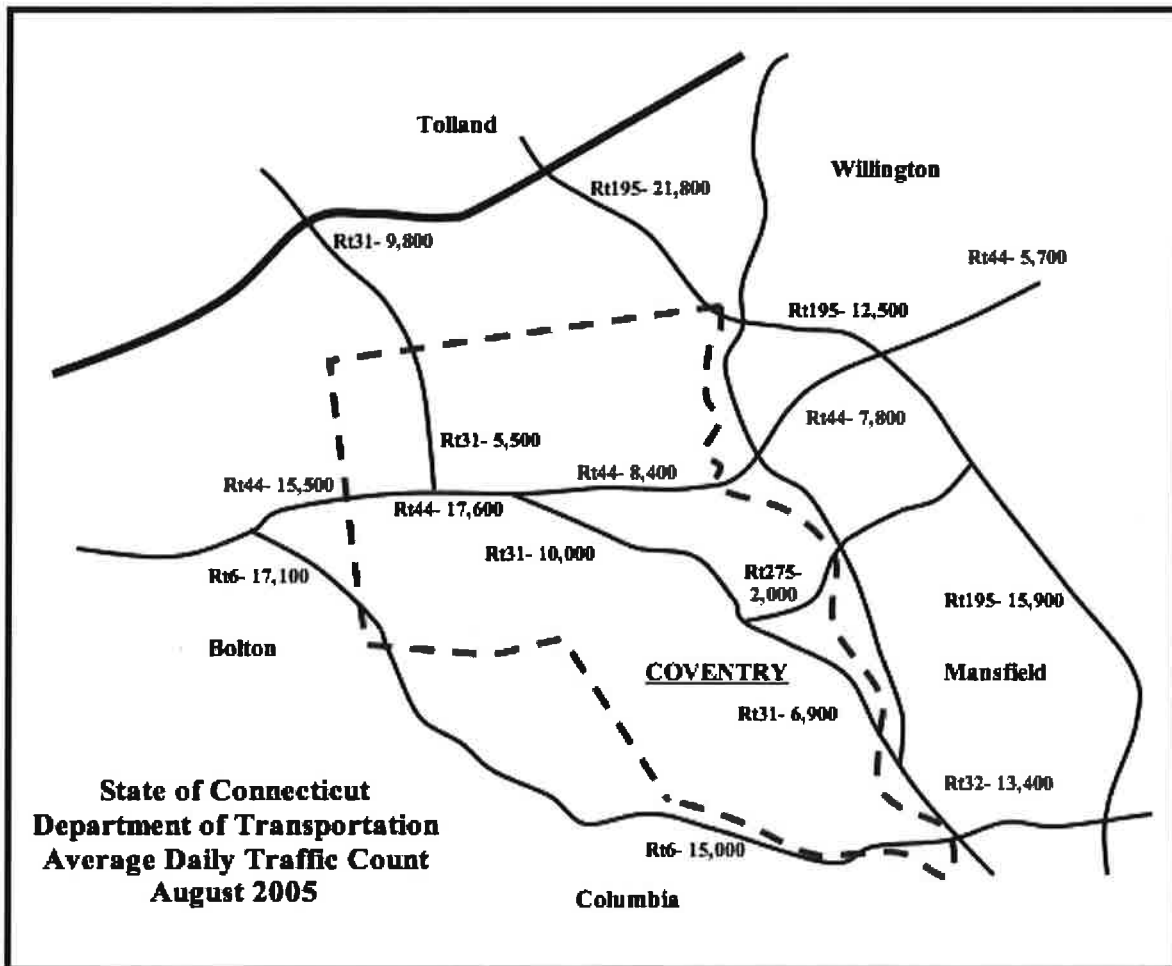 Tolland
Willington
Rt195- 21,800
Rt31- 9,800
Rt44- 5,700
Rt195- 12,500
Rt44- 7,800
Rt31- 5,500
Rt44- 8,400
Rt44- 15,500
Rt44- 17,600
Rt31- 10,000
Rt275-
2,000
Rt6- 17,100
Rt195- 15,900
Bolton
COVENTRY
Mansfield
Rt31- 6,900
Rt32- 13,400
Rt6- 15,000
Columbia
State of Connecticut
Department of Transportation
Average Daily Traffic Count
August 2005